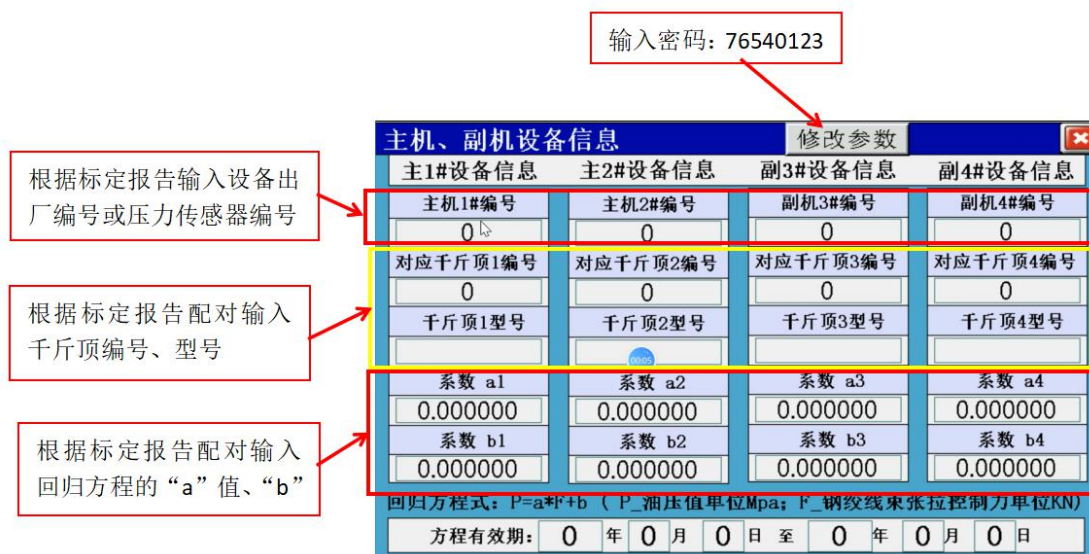 输入密码：76540123
主机、副机设备信息 修改参数
根据标定报告输入设备出
厂编号或压力传感器编号
主1#设备信息 主2#设备信息 副3#设备信息 副4#设备信息
主机1#编号 主机2#编号 副机3#编号 副机4#编号
0 0 0 0
根据标定报告配对输入
千斤顶编号、型号
对应千斤顶1编号 对应千斤顶2编号 对应千斤顶3编号 对应千斤顶4编号
0 0 0 0
千斤顶1型号 千斤顶2型号 千斤顶3型号 千斤顶4型号
00:05
根据标定报告配对输入
回归方程的“a”值、“b”
系数 a1 系数 a2 系数 a3 系数 a4
0.000000 0.000000 0.000000 0.000000
系数 b1 系数 b2 系数 b3 系数 b4
0.000000 0.000000 0.000000 0.000000
回归方程式：P=a*F+b（P_油压值单位Mpa；F_钢绞线束张拉控制力单位KN）
方程有效期： 0 年 0 月 0 日 至 0 年 0 月 0 日